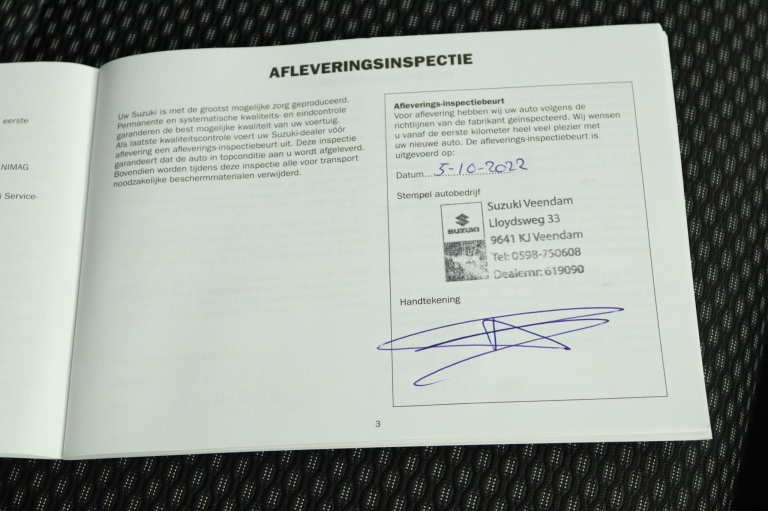 eerste
NIMAG
i Service-
AFLEVERINGSINSPECTIE
Uw Suzuki is met de grootst mogelijke zorg geproduceerd.
Permanente en systematische kwaliteits- en eindcontrole
garanderen de best mogelijke kwaliteit van uw voertuig.
Als laatste kwaliteitscontrole voert uw Suzuki-dealer vóór
aflevering een aflevering-inspectiebeurt uit. Deze inspectie
garandeert dat de auto in topconditie aan u wordt afgeleverd.
Bovendien worden tijdens deze inspectie alle voor transport
noodzakelijke beschermmaterialen verwijderd.
Afleverings-inspectiebeurt
Voor aflevering hebben wij uw auto volgens de
richtlijnen van de fabrikant geïnspecteerd. Wij wensen
u vanaf de eerste kilometer heel veel plezier met
uw nieuwe auto. De afleverings-inspectiebeurt is
uitgevoerd op:
Datum...5-10-2022
Stempel autobedrijf
SUZUKI
Suzuki Veendam
Lloydsweg 33
9641 KJ Veendam
Tel: 0598-750608
Dealernr: 619090
Handtekening
3